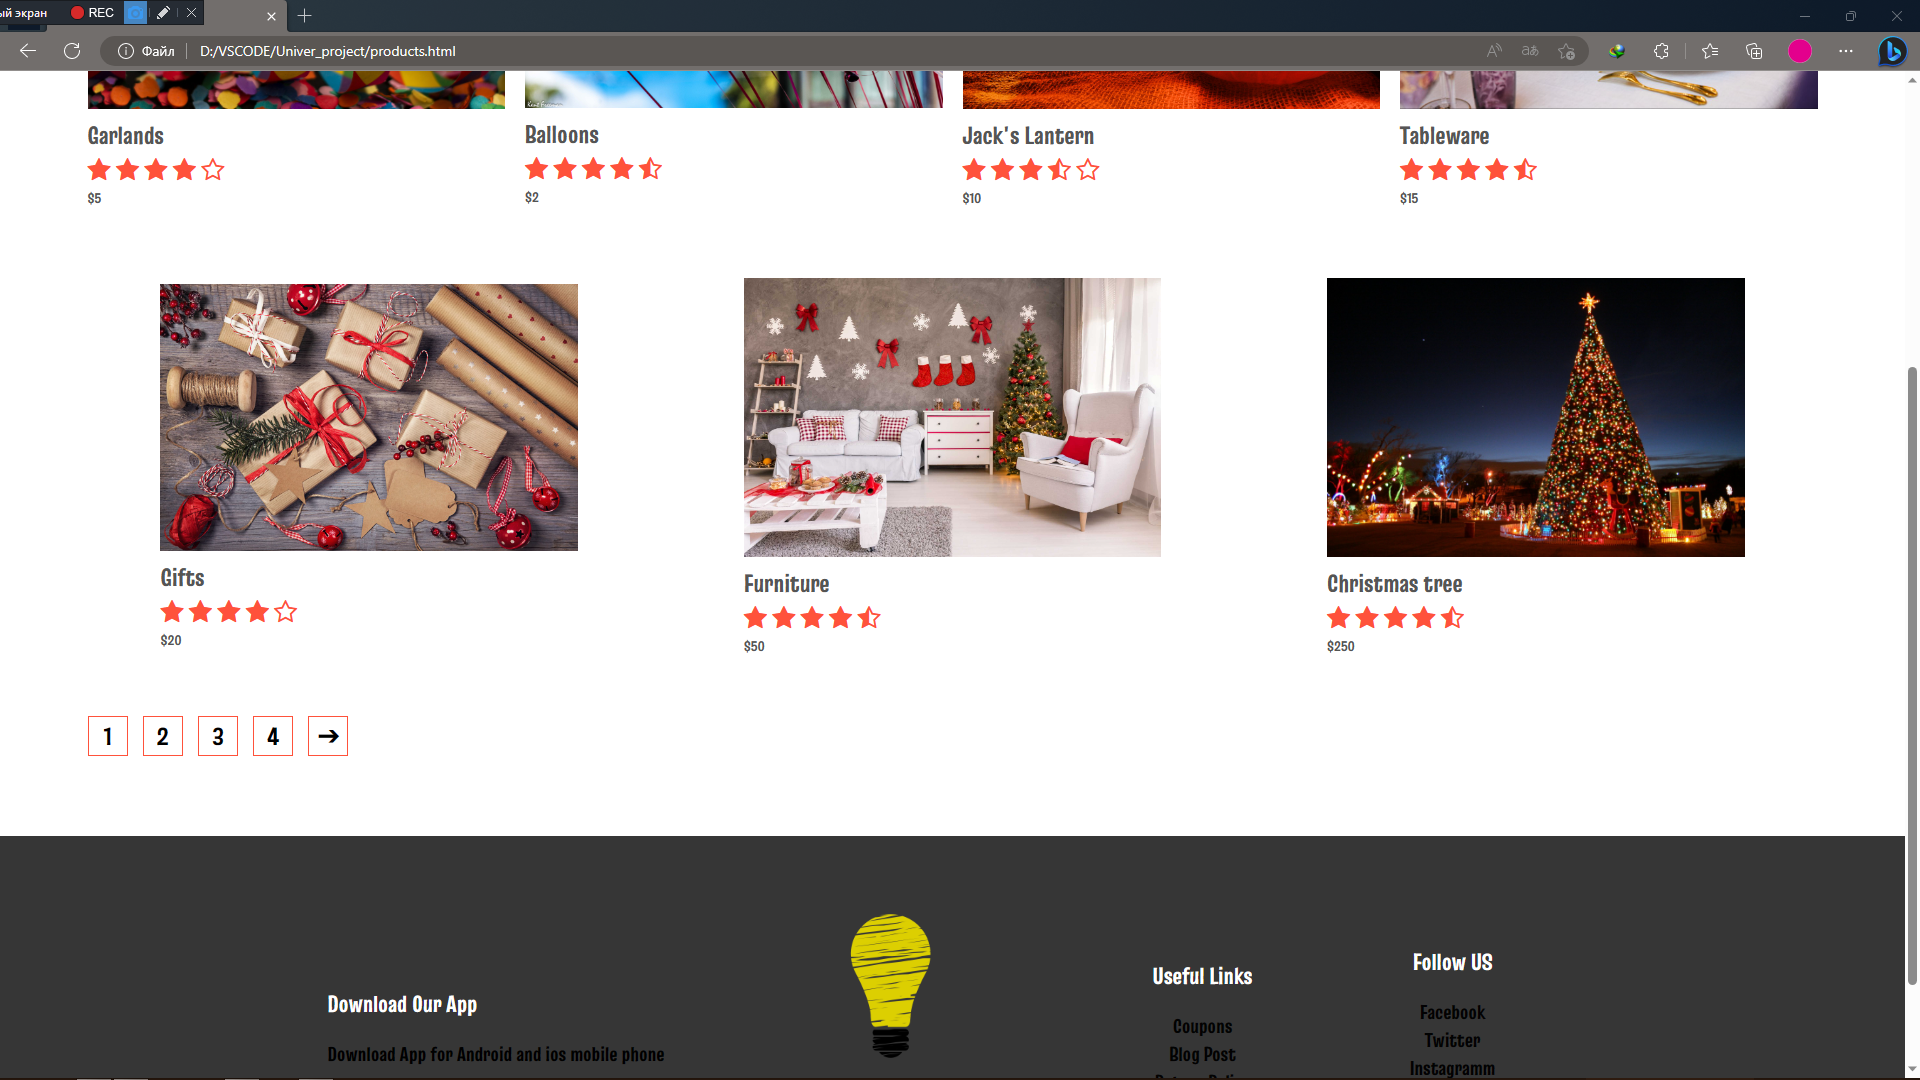 ый экран REC
Файл D:/VSCODE/Univer_project/products.html
Garlands
$5
Balloons
$2
Jack's Lantern
$10
Tableware
$15
Gifts
$20
Furniture
$50
Christmas tree
$250
1 2 3 4 →
Download Our App
Download App for Android and ios mobile phone
Useful Links
Coupons
Blog Post
Follow US
Facebook
Twitter
Instagramm